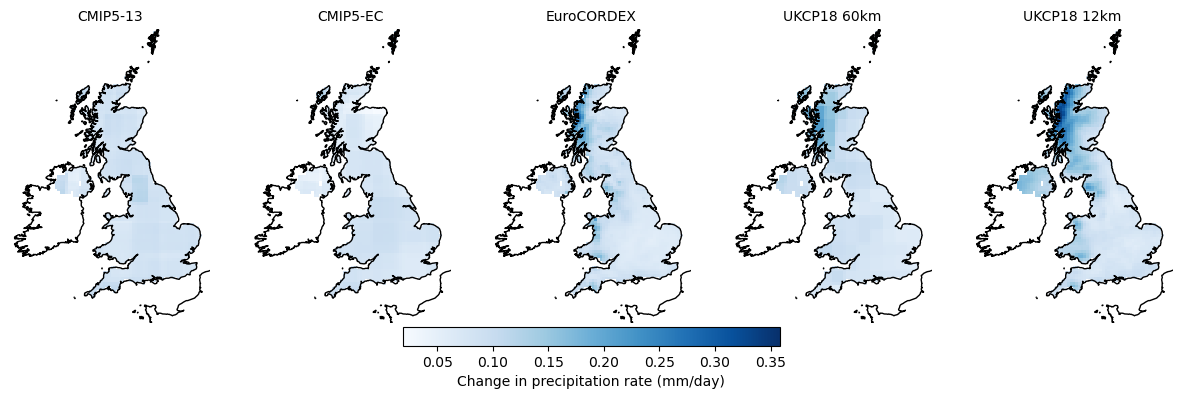 CMIP5-13 CMIP5-EC EuroCORDEX UKCP18 60km UKCP18 12km
0.05 0.10 0.15 0.20 0.25 0.30 0.35
Change in precipitation rate (mm/day)